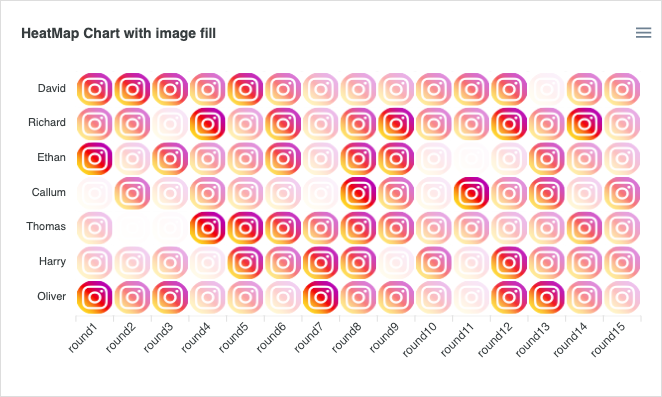 HeatMap Chart with image fill
David
Richard
Ethan
Callum
Thomas
Harry
Oliver
round1 round2 round3 round4 round5 round6 round7 round8 round9 round10 round11 round12 round13 round14 round15